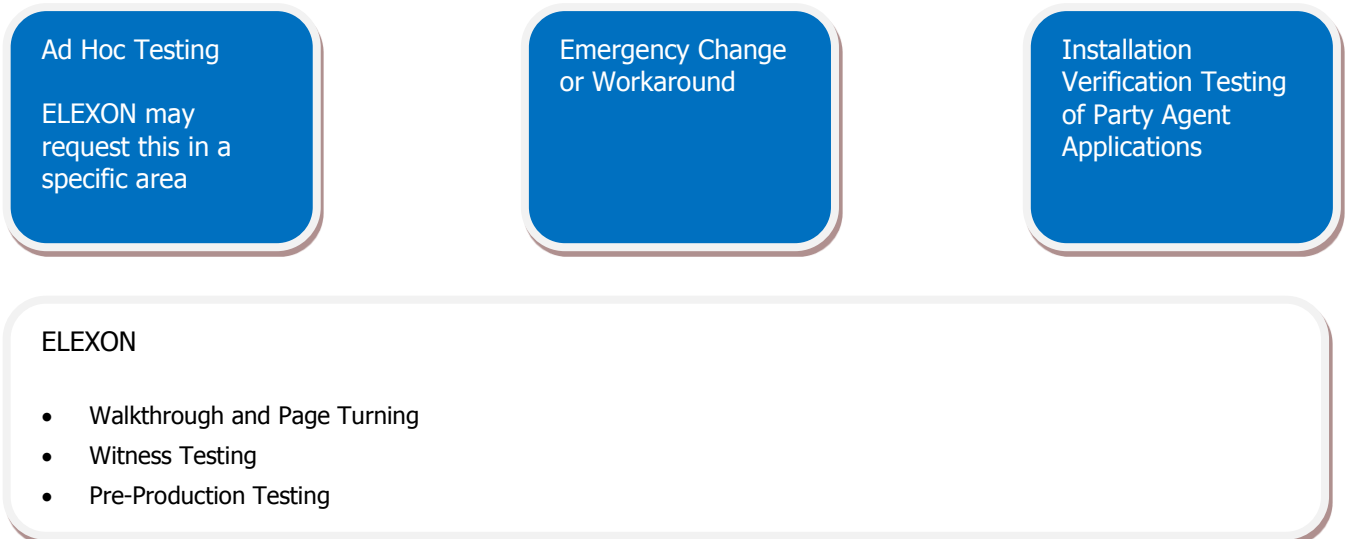 Ad Hoc Testing
ELEXON may
request this in a
specific area
Emergency Change
or Workaround
Installation
Verification Testing
of Party Agent
Applications
ELEXON
• Walkthrough and Page Turning
• Witness Testing
• Pre-Production Testing